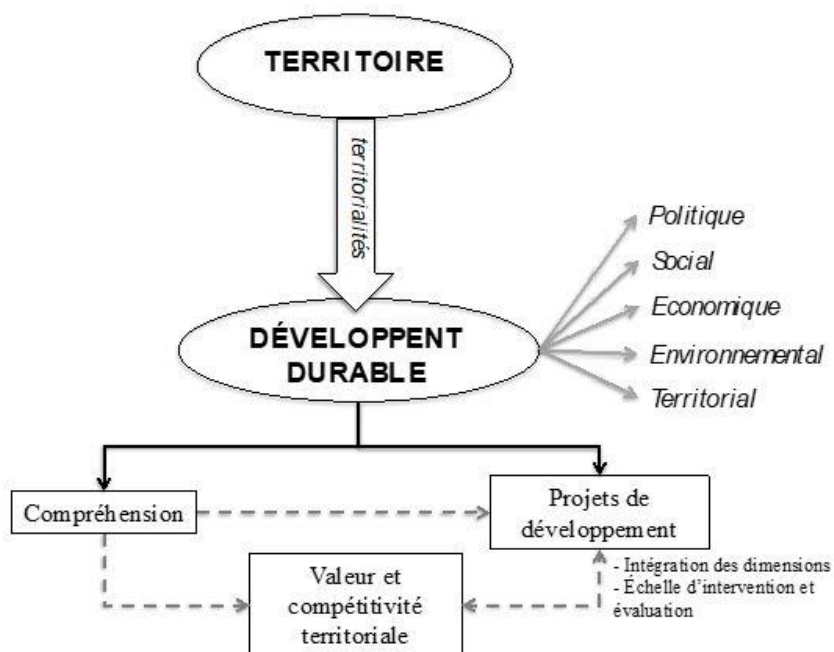 TERRITOIRE
territorialités
Politique
Social
Economique
Environnemental
Territorial
DÉVELOPPENT
DURABLE
Compréhension
Projets de
développement
Valeur et
compétitivité
territoriale
- Intégration des dimensions
- Échelle d'intervention et
évaluation